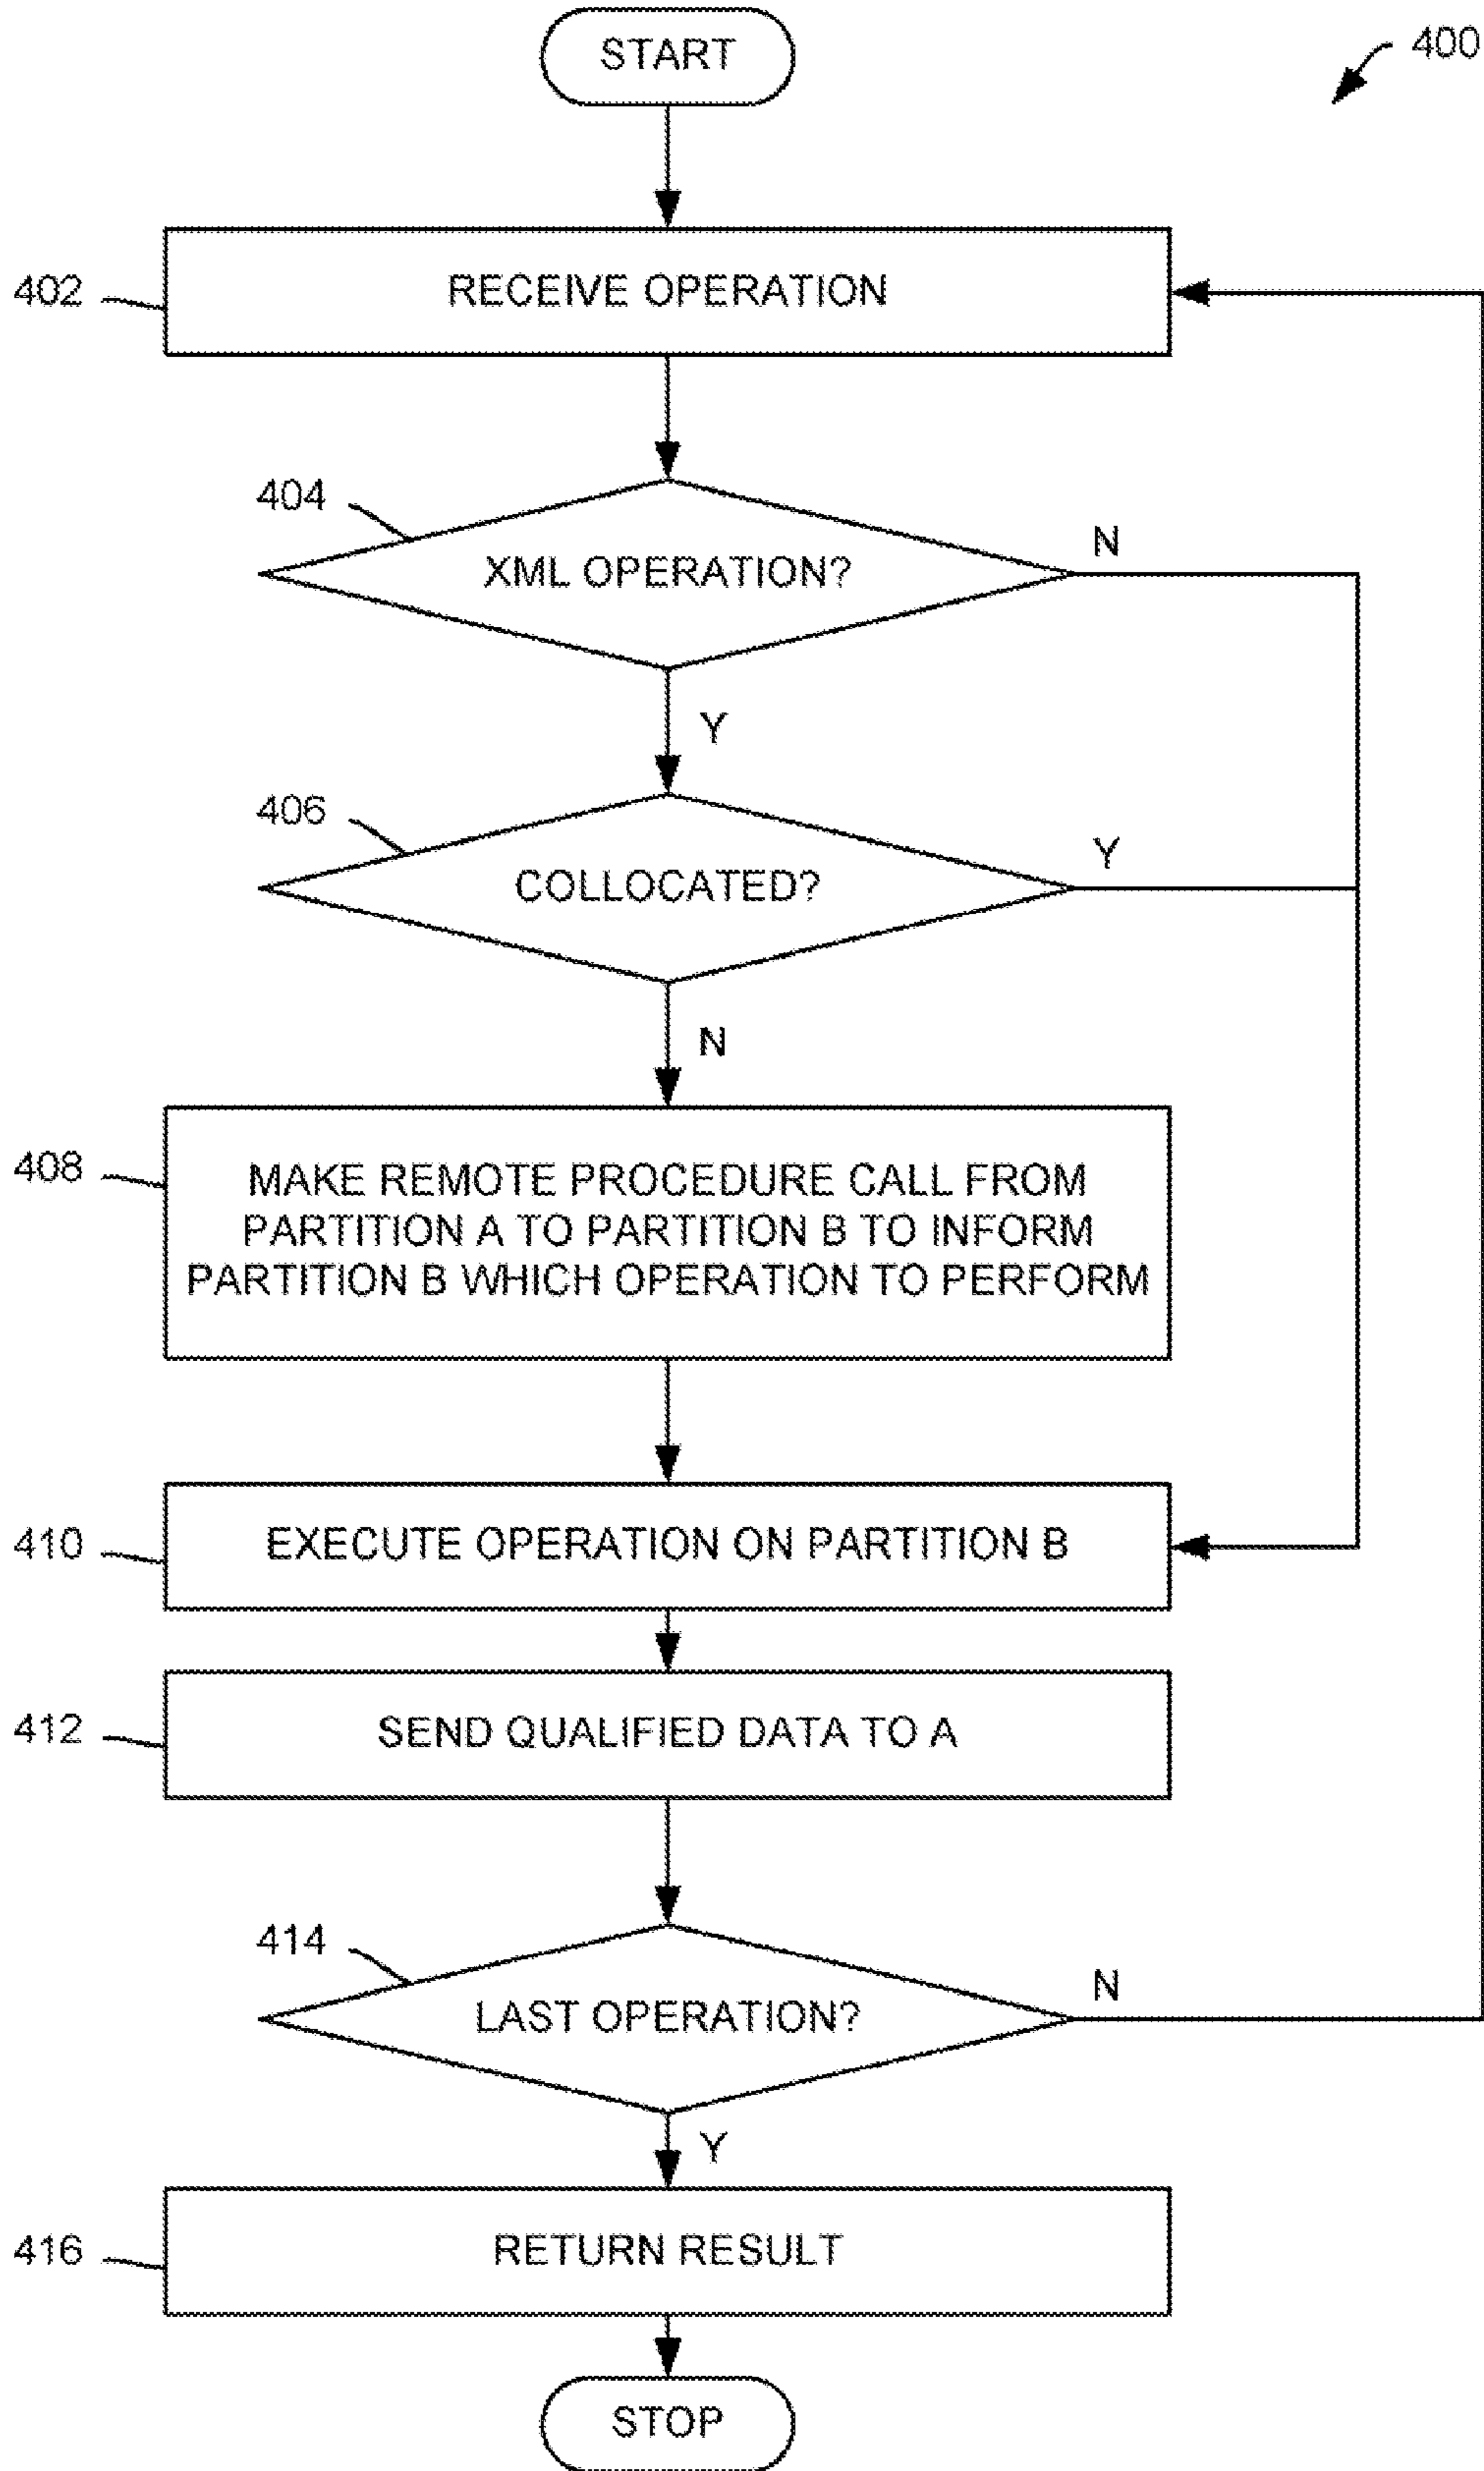 START
400
402
RECEIVE OPERATION
404
XML OPERATION?
N
Y
406
COLLOCATED?
Y
N
408
MAKE REMOTE PROCEDURE CALL FROM
PARTITION A TO PARTITION B TO INFORM
PARTITION B WHICH OPERATION TO PERFORM
410
EXECUTE OPERATION ON PARTITION B
412
SEND QUALIFIED DATA TO A
414
LAST OPERATION?
N
Y
416
RETURN RESULT
STOP